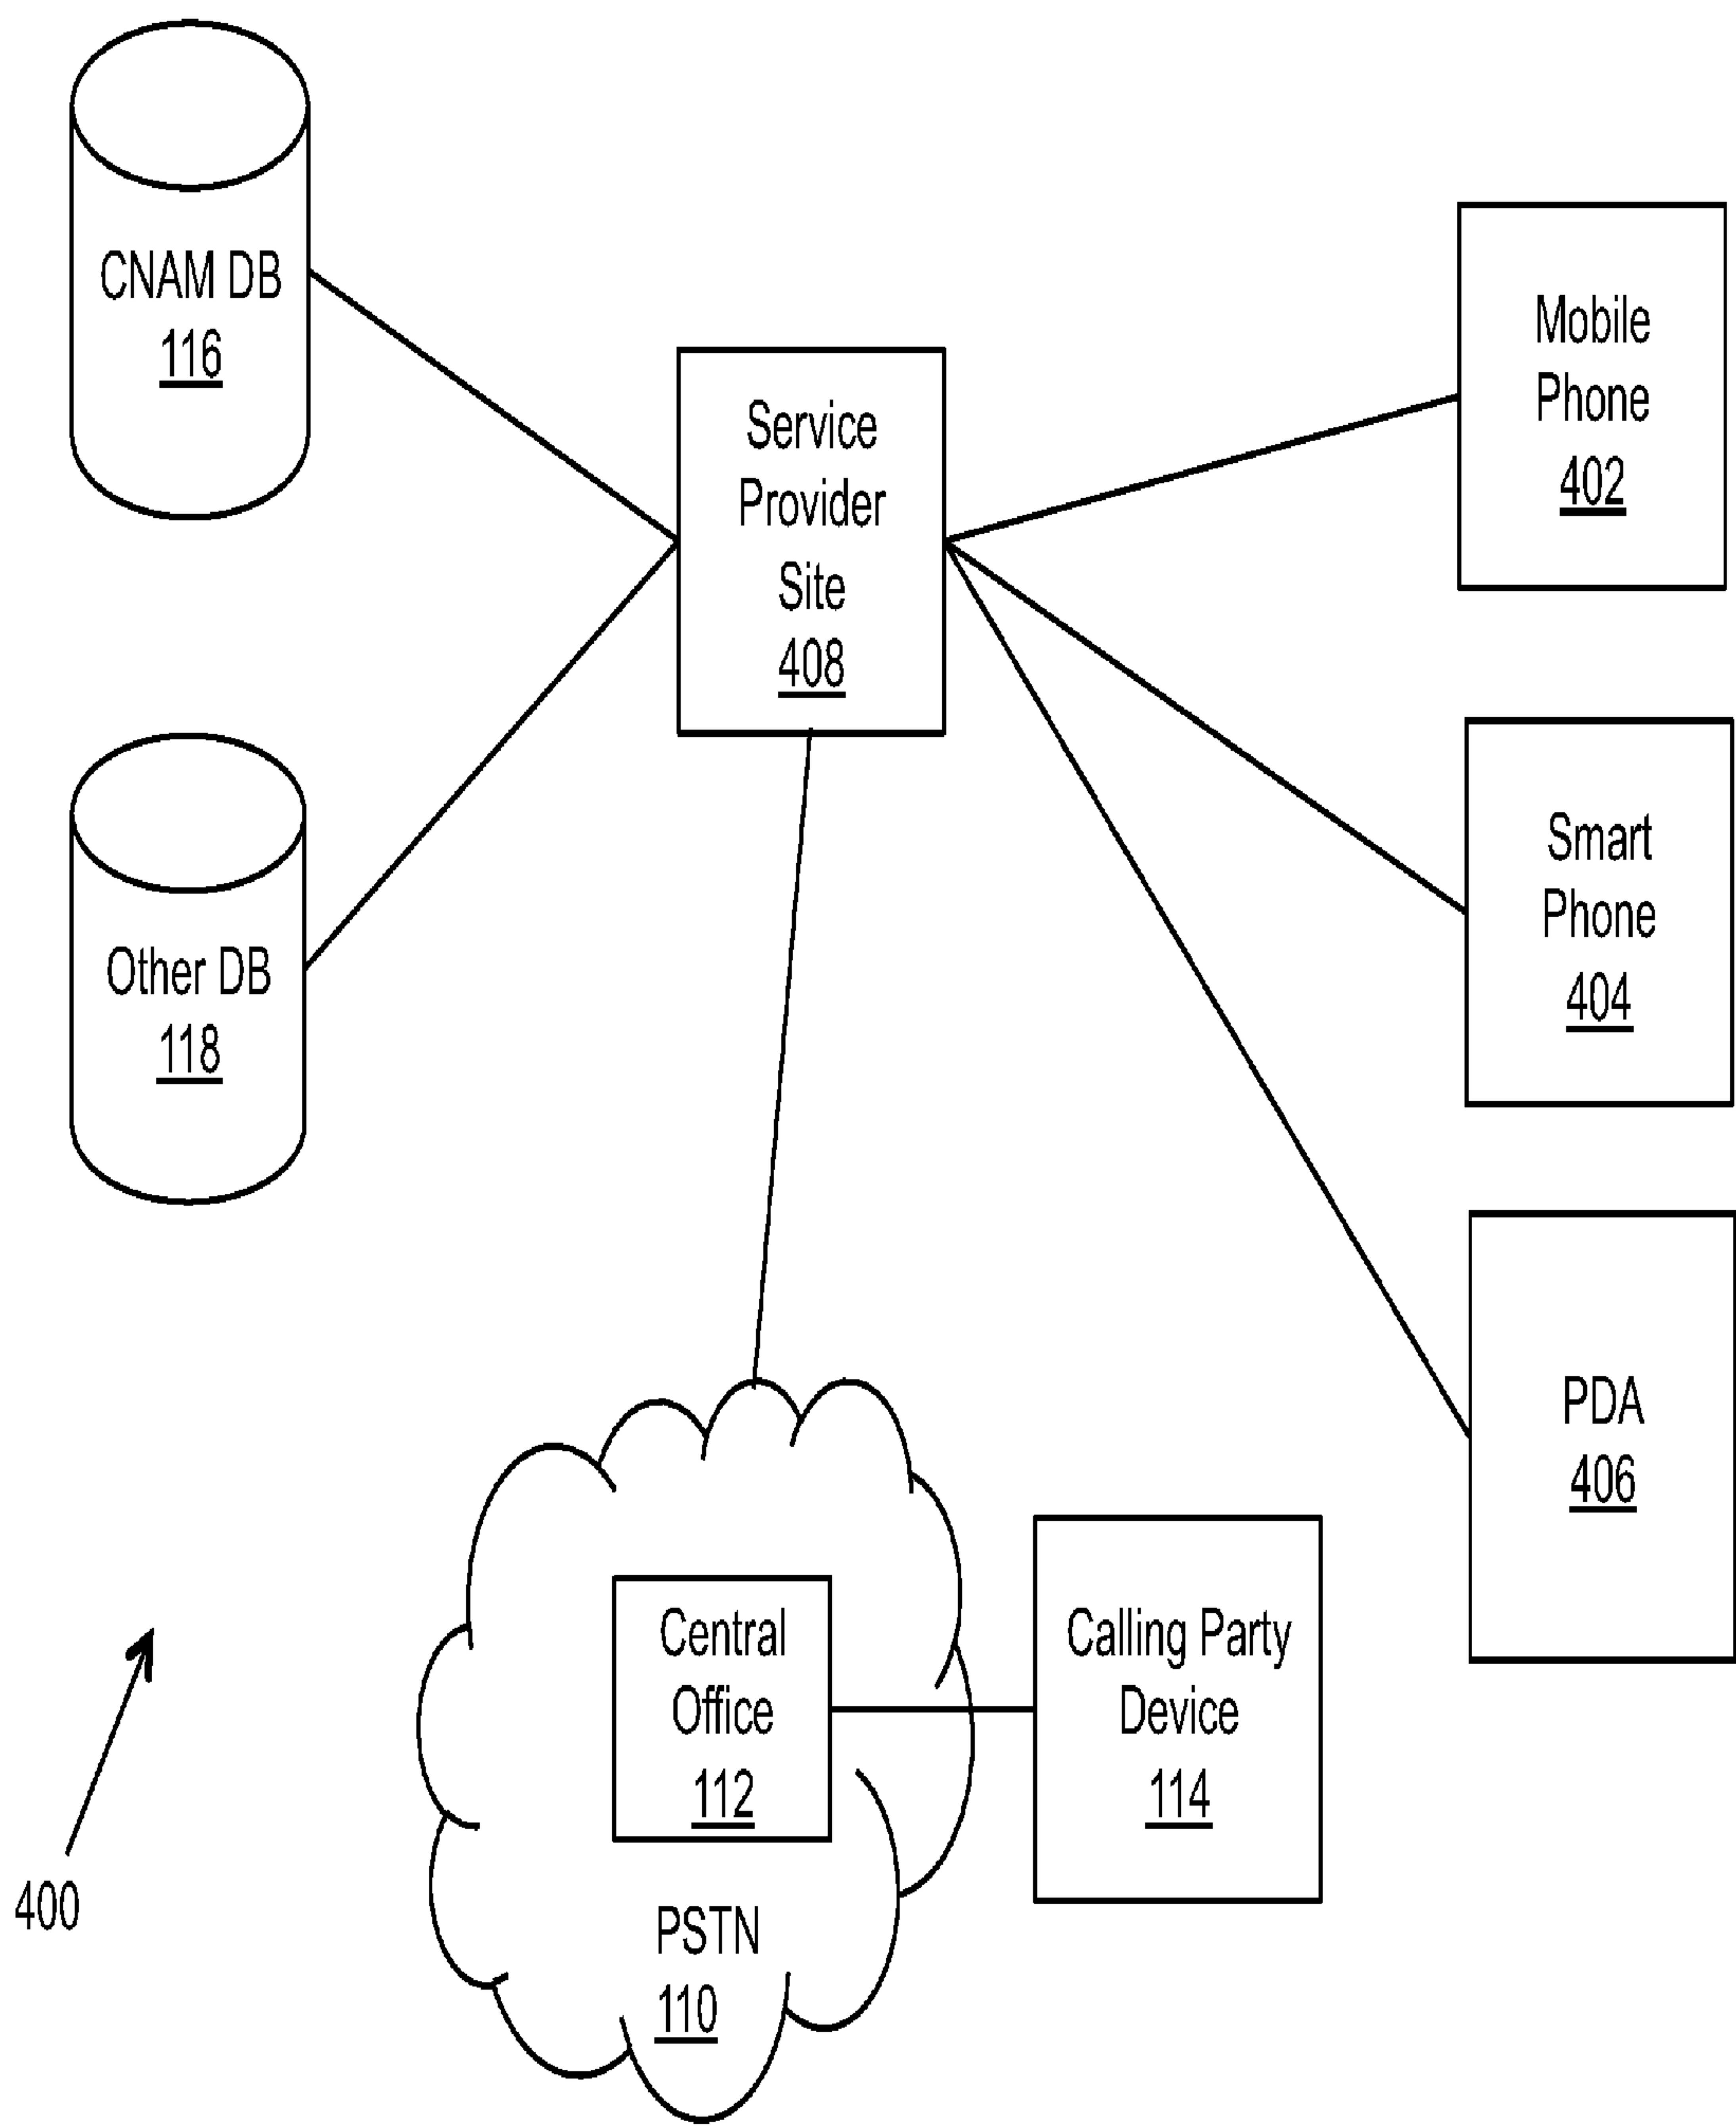 CNAM DB
116
Service
Provider
Site
408
Mobile
Phone
402
Other DB
118
Smart
Phone
404
PDA
406
Central
Office
112
Calling Party
Device
114
PSTN
110
400